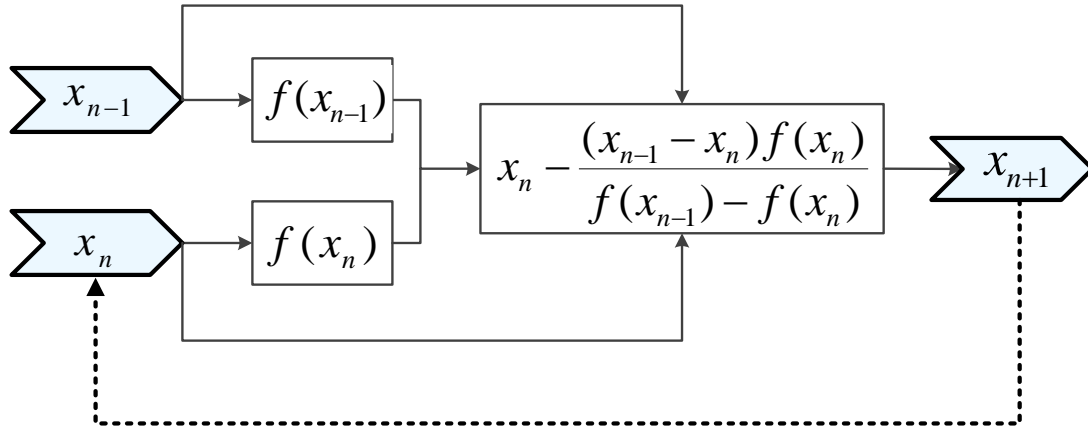 x_{n-1}
f(x_{n-1})
x_n
f(x_n)
x_n - \frac{(x_{n-1} - x_n) f(x_n)}{f(x_{n-1}) - f(x_n)}
x_{n+1}